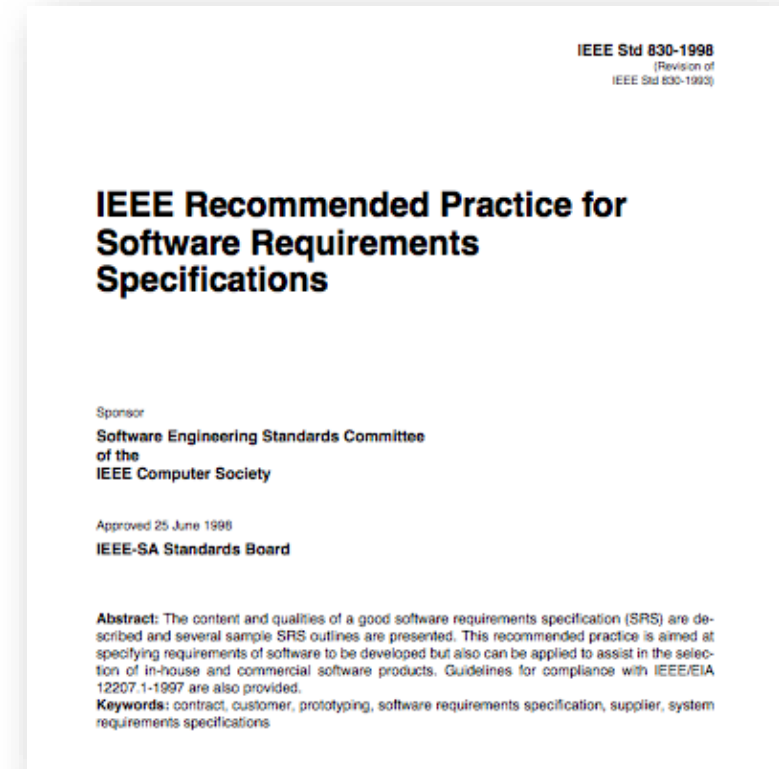 IEEE Std 830-1998
(Revision of
IEEE Std 830-1993)
IEEE Recommended Practice for
Software Requirements
Specifications
Sponsor
Software Engineering Standards Committee
of the
IEEE Computer Society
Approved 25 June 1998
IEEE-SA Standards Board
Abstract: The content and qualities of a good software requirements specification (SRS) are de-
scribed and several sample SRS outlines are presented. This recommended practice is aimed at
specifying requirements of software to be developed but also can be applied to assist in the selec-
tion of in-house and commercial software products. Guidelines for compliance with IEEE/EIA
12207.1-1997 are also provided.
Keywords: contract, customer, prototyping, software requirements specification, supplier, system
requirements specifications